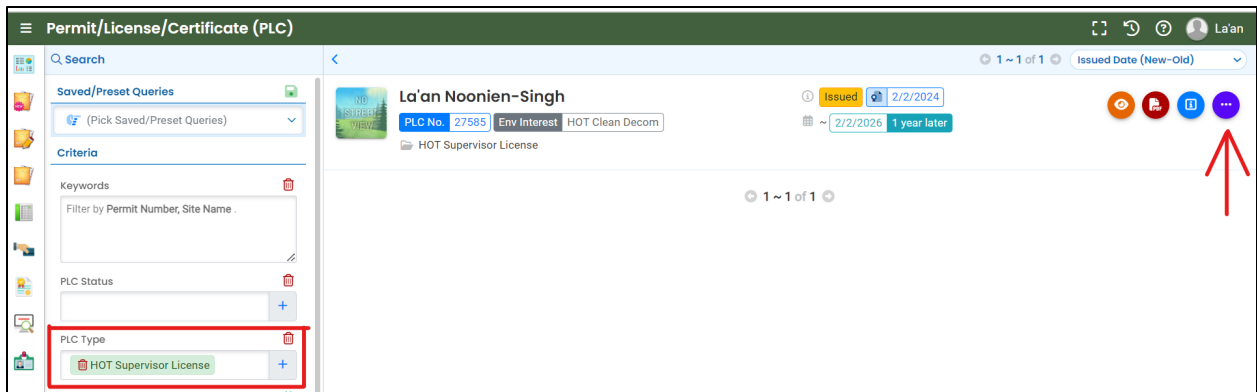 Permit/License/Certificate (PLC)
La'an
Search
1 ~ 1 of 1
Issued Date (New-Old)
Saved/Preset Queries
(Pick Saved/Preset Queries)
Criteria
Keywords
Filter by Permit Number, Site Name .
PLC Status
PLC Type
HOT Supervisor License
NO
STREET
VIEW
La'an Noonien-Singh
PLC No. 27585 Env Interest HOT Clean Decom
HOT Supervisor License
Issued 2/2/2024
~ 2/2/2026 1 year later
PDF
1 ~ 1 of 1